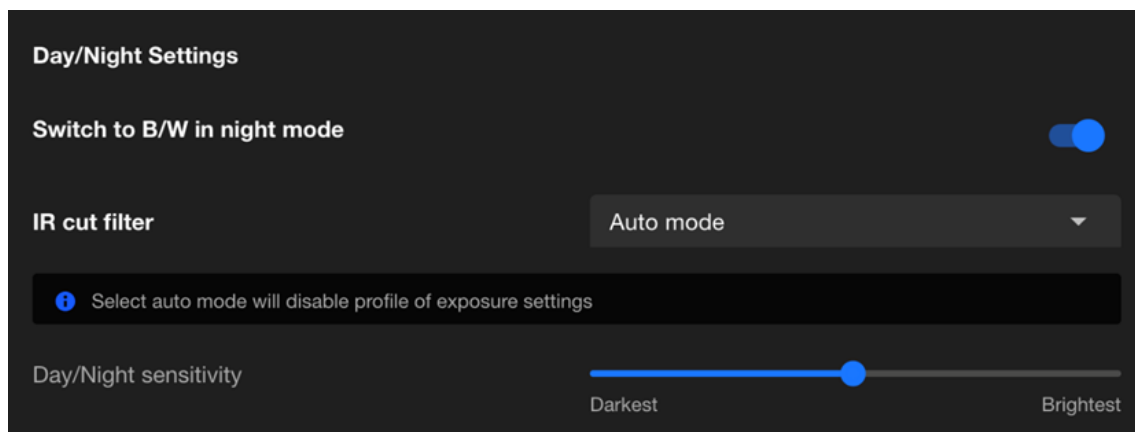 Day/Night Settings
Switch to B/W in night mode
IR cut filter
Auto mode
Select auto mode will disable profile of exposure settings
Day/Night sensitivity
Darkest
Brightest